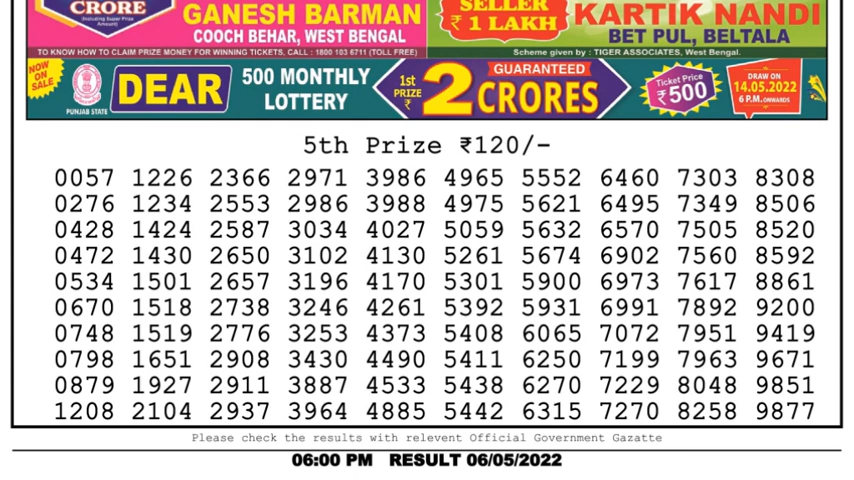 CRORE
(Including Super Prize Amount)
GANESH BARMAN
COOCH BEHAR, WEST BENGAL
SELLER
₹ 1 LAKH
KARTIK NANDI
BET PUL, BELTALA
TO KNOW HOW TO CLAIM PRIZE MONEY FOR WINNING TICKETS, CALL : 1800 103 6711 (TOLL FREE)
Scheme given by : TIGER ASSOCIATES, West Bengal.
NOW ON SALE
PUNJAB STATE
DEAR
500 MONTHLY
LOTTERY
1st
PRIZE
₹
2
GUARANTEED
CRORES
Ticket Price
₹500
DRAW ON
14.05.2022
6 P.M. ONWARDS
5th Prize ₹120/-
0057 1226 2366 2971 3986 4965 5552 6460 7303 8308
0276 1234 2553 2986 3988 4975 5621 6495 7349 8506
0428 1424 2587 3034 4027 5059 5632 6570 7505 8520
0472 1430 2650 3102 4130 5261 5674 6902 7560 8592
0534 1501 2657 3196 4170 5301 5900 6973 7617 8861
0670 1518 2738 3246 4261 5392 5931 6991 7892 9200
0748 1519 2776 3253 4373 5408 6065 7072 7951 9419
0798 1651 2908 3430 4490 5411 6250 7199 7963 9671
0879 1927 2911 3887 4533 5438 6270 7229 8048 9851
1208 2104 2937 3964 4885 5442 6315 7270 8258 9877
Please check the results with relevent Official Government Gazatte
06:00 PM RESULT 06/05/2022